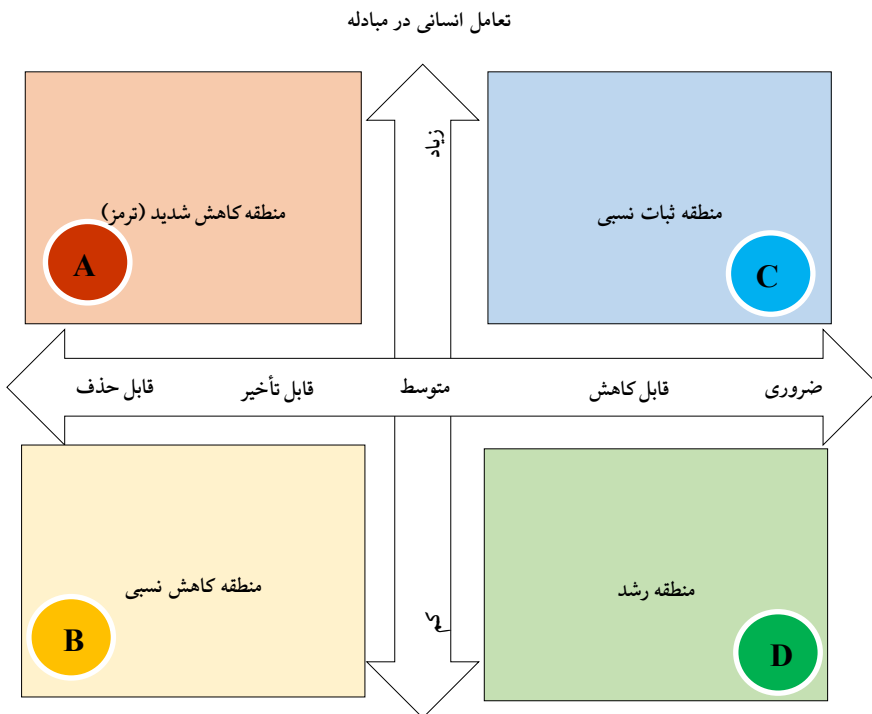 تعامل انسانی در مبادله
زیاد
منطقه ثبات نسبی
C
منطقه کاهش شدید (ترمز)
A
ضروری
قابل کاهش
متوسط
قابل تأخیر
قابل حذف
منطقه رشد
D
کم
منطقه کاهش نسبی
B